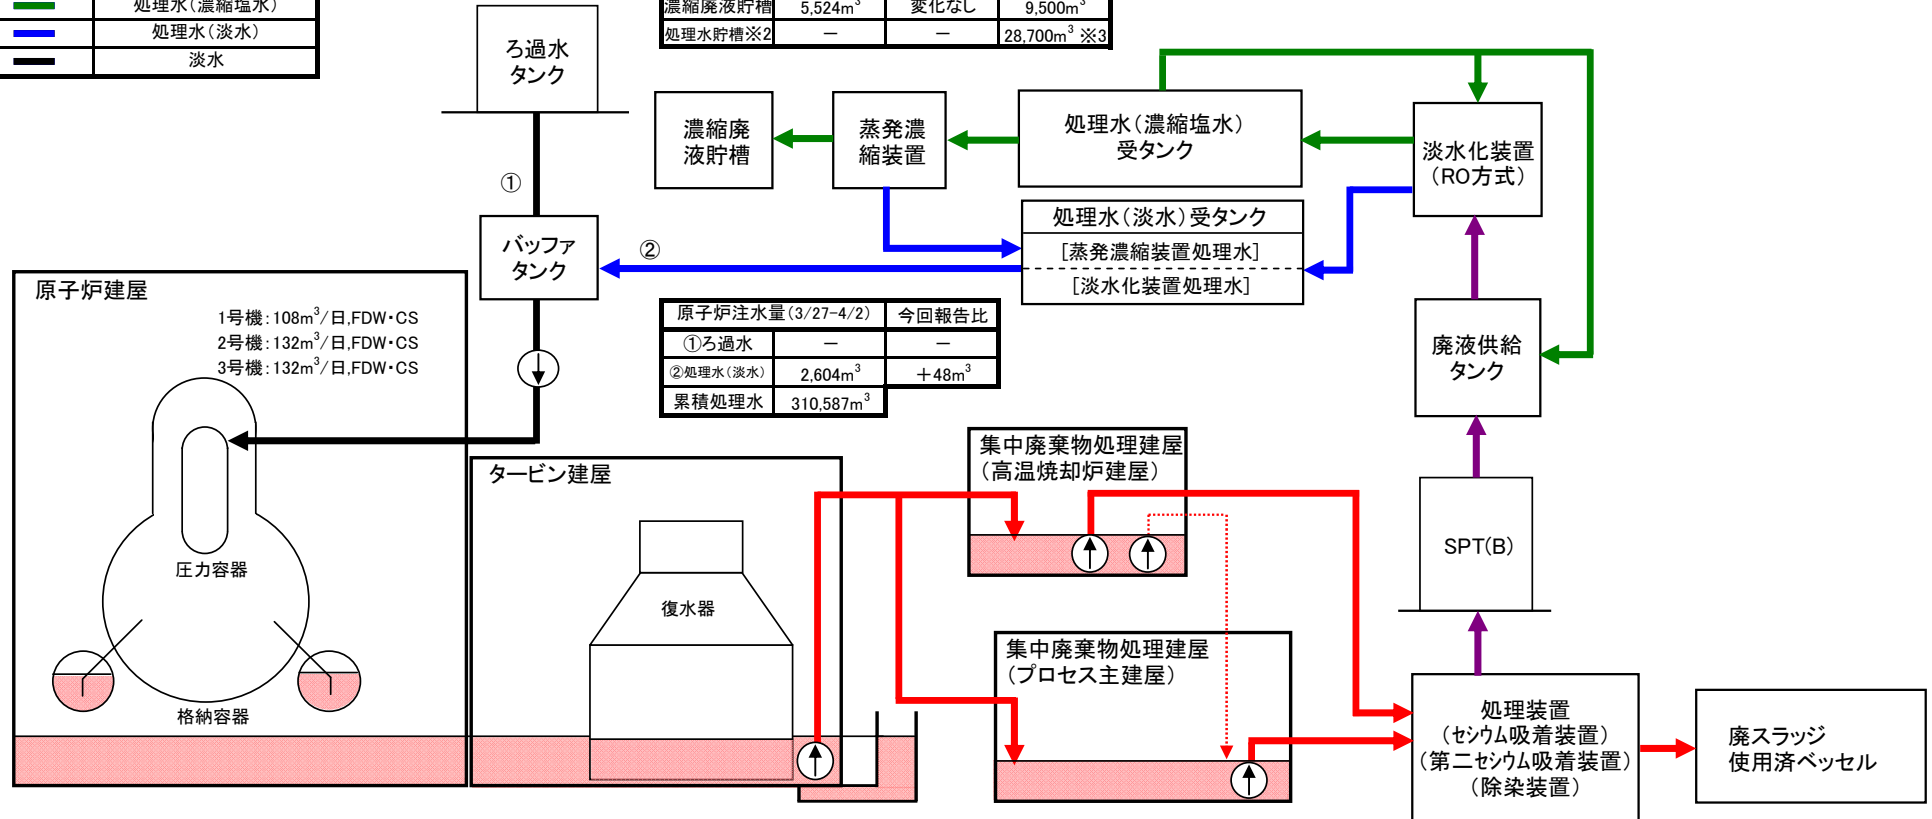 処理水(濃縮塩水)
処理水(淡水)
淡水
濃縮廃液貯槽 5,524m³ 変化なし 9,500m³
処理水貯槽※2 － － 28,700m³ ※3
ろ過水
タンク
①
バッファ
タンク
②
濃縮廃
液貯槽
蒸発濃
縮装置
処理水(濃縮塩水)
受タンク
淡水化装置
(RO方式)
処理水(淡水)受タンク
[蒸発濃縮装置処理水]
[淡水化装置処理水]
廃液供給
タンク
SPT(B)
原子炉注水量(3/27-4/2) 今回報告比
①ろ過水 － －
②処理水(淡水) 2,604m³ ＋48m³
累積処理水 310,587m³
原子炉建屋
1号機:108m³/日,FDW・CS
2号機:132m³/日,FDW・CS
3号機:132m³/日,FDW・CS
圧力容器
格納容器
タービン建屋
復水器
集中廃棄物処理建屋
(高温焼却炉建屋)
集中廃棄物処理建屋
(プロセス主建屋)
処理装置
(セシウム吸着装置)
(第二セシウム吸着装置)
(除染装置)
廃スラッジ
使用済ベッセル